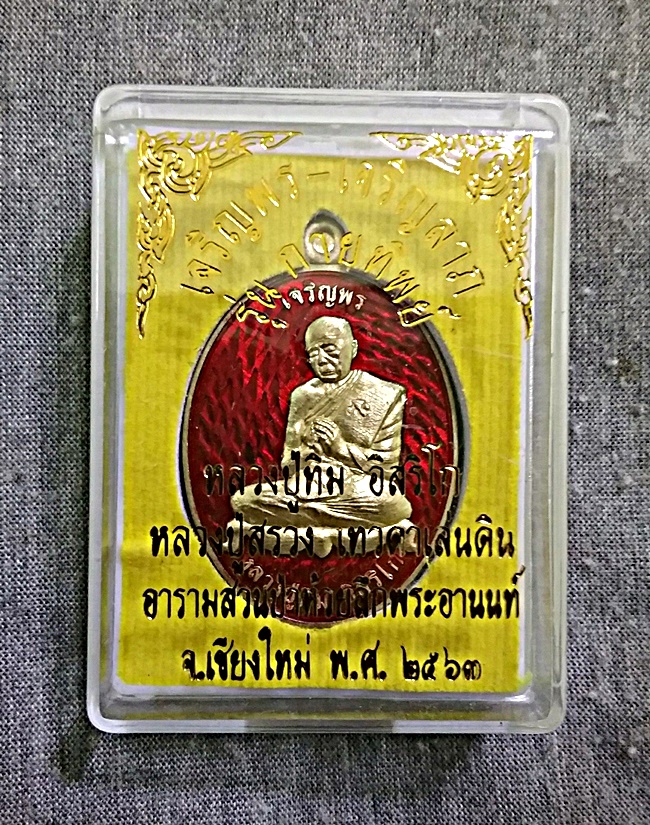 เจริญพร-เจริญลาภ
รุ่น กายทิพย์
เจริญพร
หลวงปู่ทิม อิสริโก
หลวงปู่สรวง เทวดาเล่นดิน
อารามสวนป่าห้วยลึกพระอานนท์
จ.เชียงใหม่ พ.ศ. ๒๕๖๓